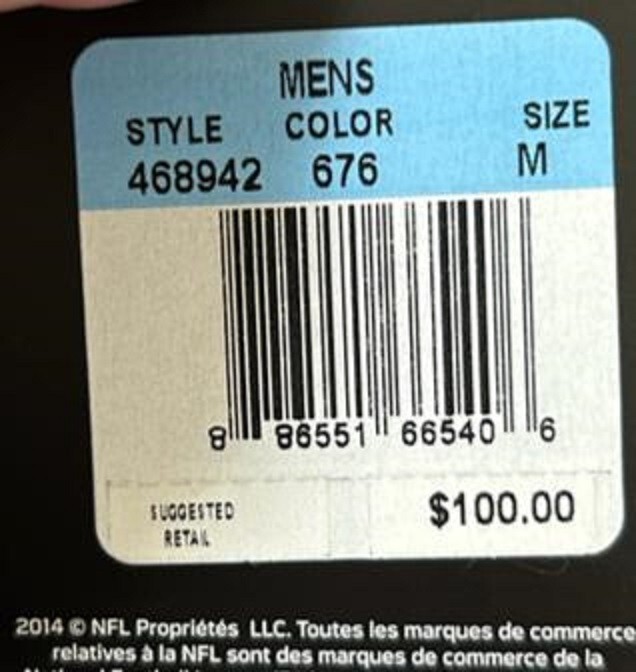 MENS
STYLE COLOR SIZE
468942 676 M
8 86551 66540 6
SUGGESTED $100.00
RETAIL
2014 © NFL Propriétés LLC. Toutes les marques de commerce
relatives à la NFL sont des marques de commerce de la